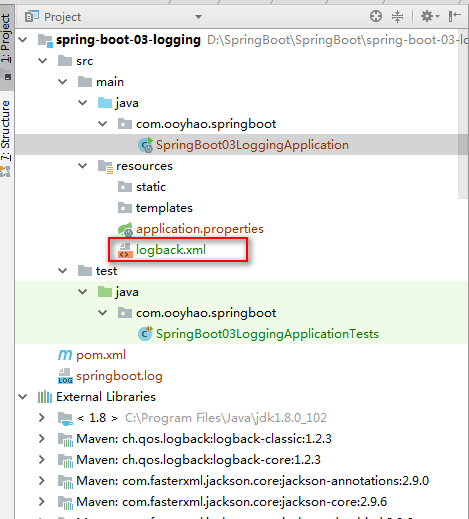 Project
1: Project
7: Structure
spring-boot-03-logging D:\SpringBoot\SpringBoot\spring-boot-03-lo
src
main
java
com.ooyhao.springboot
SpringBoot03LoggingApplication
resources
static
templates
application.properties
logback.xml
test
java
com.ooyhao.springboot
SpringBoot03LoggingApplicationTests
pom.xml
springboot.log
External Libraries
< 1.8 > C:\Program Files\Java\jdk1.8.0_102
Maven: ch.qos.logback:logback-classic:1.2.3
Maven: ch.qos.logback:logback-core:1.2.3
Maven: com.fasterxml.jackson.core:jackson-annotations:2.9.0
Maven: com.fasterxml.jackson.core:jackson-core:2.9.6